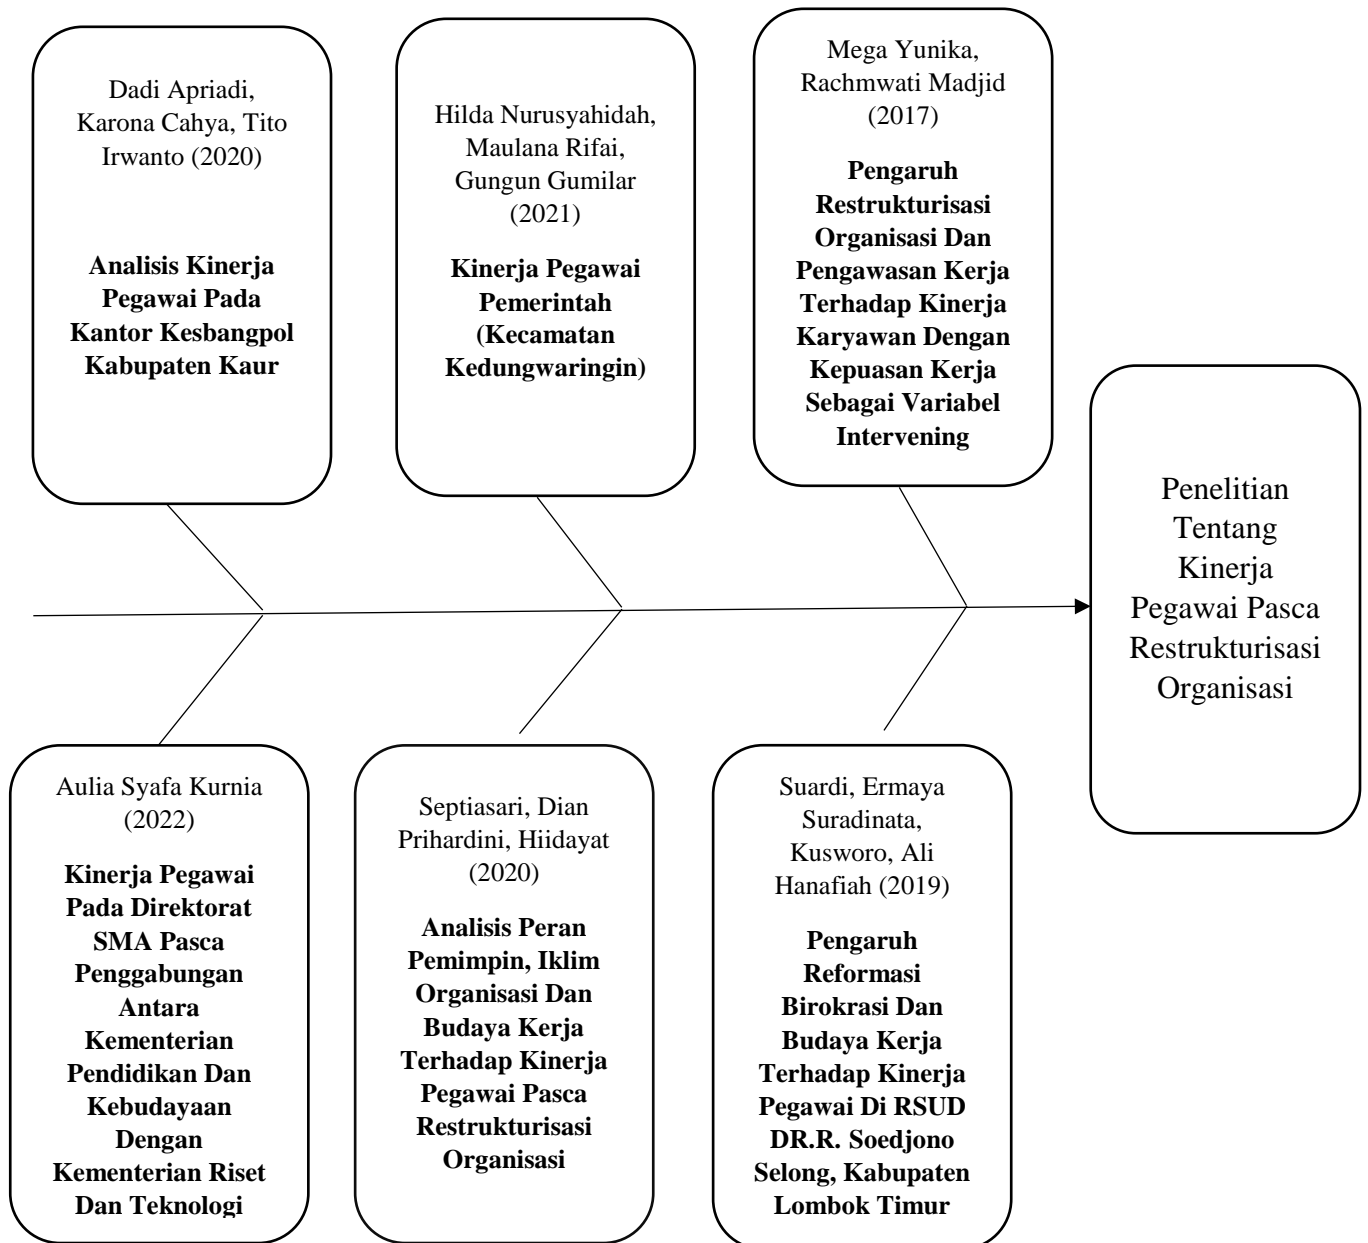 Dadi Apriadi,
Karona Cahya, Tito
Irwanto (2020)
Analisis Kinerja
Pegawai Pada
Kantor Kesbangpol
Kabupaten Kaur
Hilda Nurusyahidah,
Maulana Rifai,
Gungun Gumilar
(2021)
Kinerja Pegawai
Pemerintah
(Kecamatan
Kedungwaringin)
Mega Yunika,
Rachmwati Madjid
(2017)
Pengaruh
Restrukturisasi
Organisasi Dan
Pengawasan Kerja
Terhadap Kinerja
Karyawan Dengan
Kepuasan Kerja
Sebagai Variabel
Intervening
Penelitian
Tentang
Kinerja
Pegawai Pasca
Restrukturisasi
Organisasi
Aulia Syafa Kurnia
(2022)
Kinerja Pegawai
Pada Direktorat
SMA Pasca
Penggabungan
Antara
Kementerian
Pendidikan Dan
Kebudayaan
Dengan
Kementerian Riset
Dan Teknologi
Septiasari, Dian
Prihardini, Hiidayat
(2020)
Analisis Peran
Pemimpin, Iklim
Organisasi Dan
Budaya Kerja
Terhadap Kinerja
Pegawai Pasca
Restrukturisasi
Organisasi
Suardi, Ermaya
Suradinata,
Kusworo, Ali
Hanafiah (2019)
Pengaruh
Reformasi
Birokrasi Dan
Budaya Kerja
Terhadap Kinerja
Pegawai Di RSUD
DR.R. Soedjono
Selong, Kabupaten
Lombok Timur